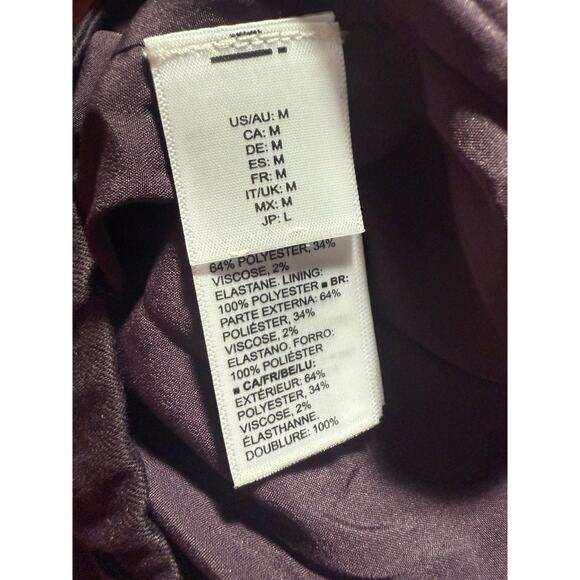 US/AU: M
CA: M
DE: M
ES: M
FR: M
IT/UK: M
MX: M
JP: L
64% POLYESTER, 34%
VISCOSE, 2%
ELASTANE. LINING:
100% POLYESTER ■ BR:
PARTE EXTERNA: 64%
POLIÉSTER, 34%
VISCOSE, 2%
ELASTANO. FORRO:
100% POLIÉSTER
■ CA/FR/BE/LU:
EXTÉRIEUR: 64%
POLYESTER, 34%
VISCOSE, 2%
ÉLASTHANNE.
DOUBLURE: 100%